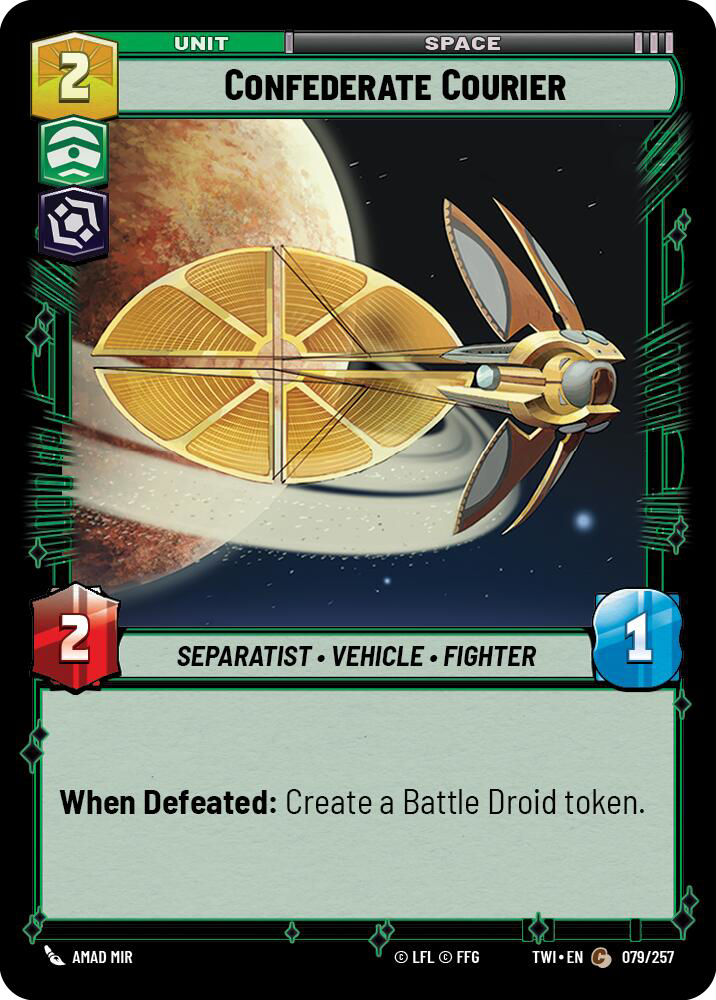 UNIT
SPACE
2
CONFEDERATE COURIER
2
SEPARATIST • VEHICLE • FIGHTER
1
When Defeated: Create a Battle Droid token.
AMAD MIR
© LFL © FFG
TWI • EN
C
079/257